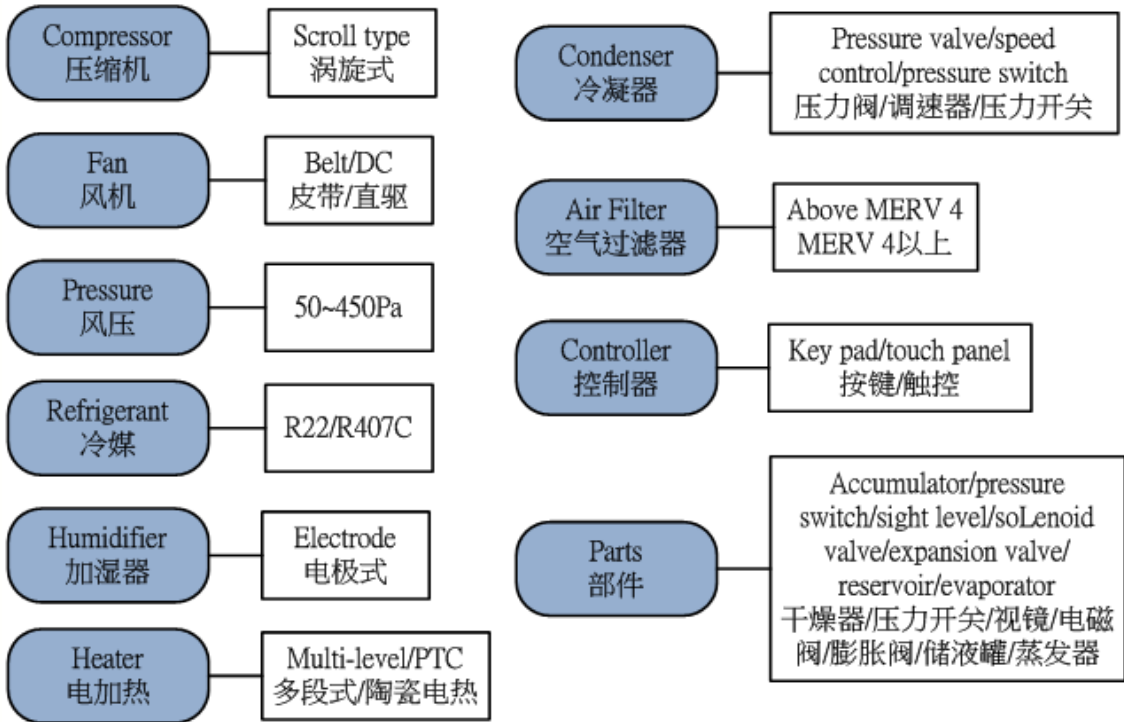 Compressor
压缩机
Scroll type
涡旋式
Fan
风机
Belt/DC
皮带/直驱
Pressure
风压
50~450Pa
Refrigerant
冷媒
R22/R407C
Humidifier
加湿器
Electrode
电极式
Heater
电加热
Multi-level/PTC
多段式/陶瓷电热
Condenser
冷凝器
Pressure valve/speed
control/pressure switch
压力阀/调速器/压力开关
Air Filter
空气过滤器
Above MERV 4
MERV 4以上
Controller
控制器
Key pad/touch panel
按键/触控
Parts
部件
Accumulator/pressure
switch/sight level/soLenoid
valve/expansion valve/
reservoir/evaporator
干燥器/压力开关/视镜/电磁
阀/膨胀阀/储液罐/蒸发器